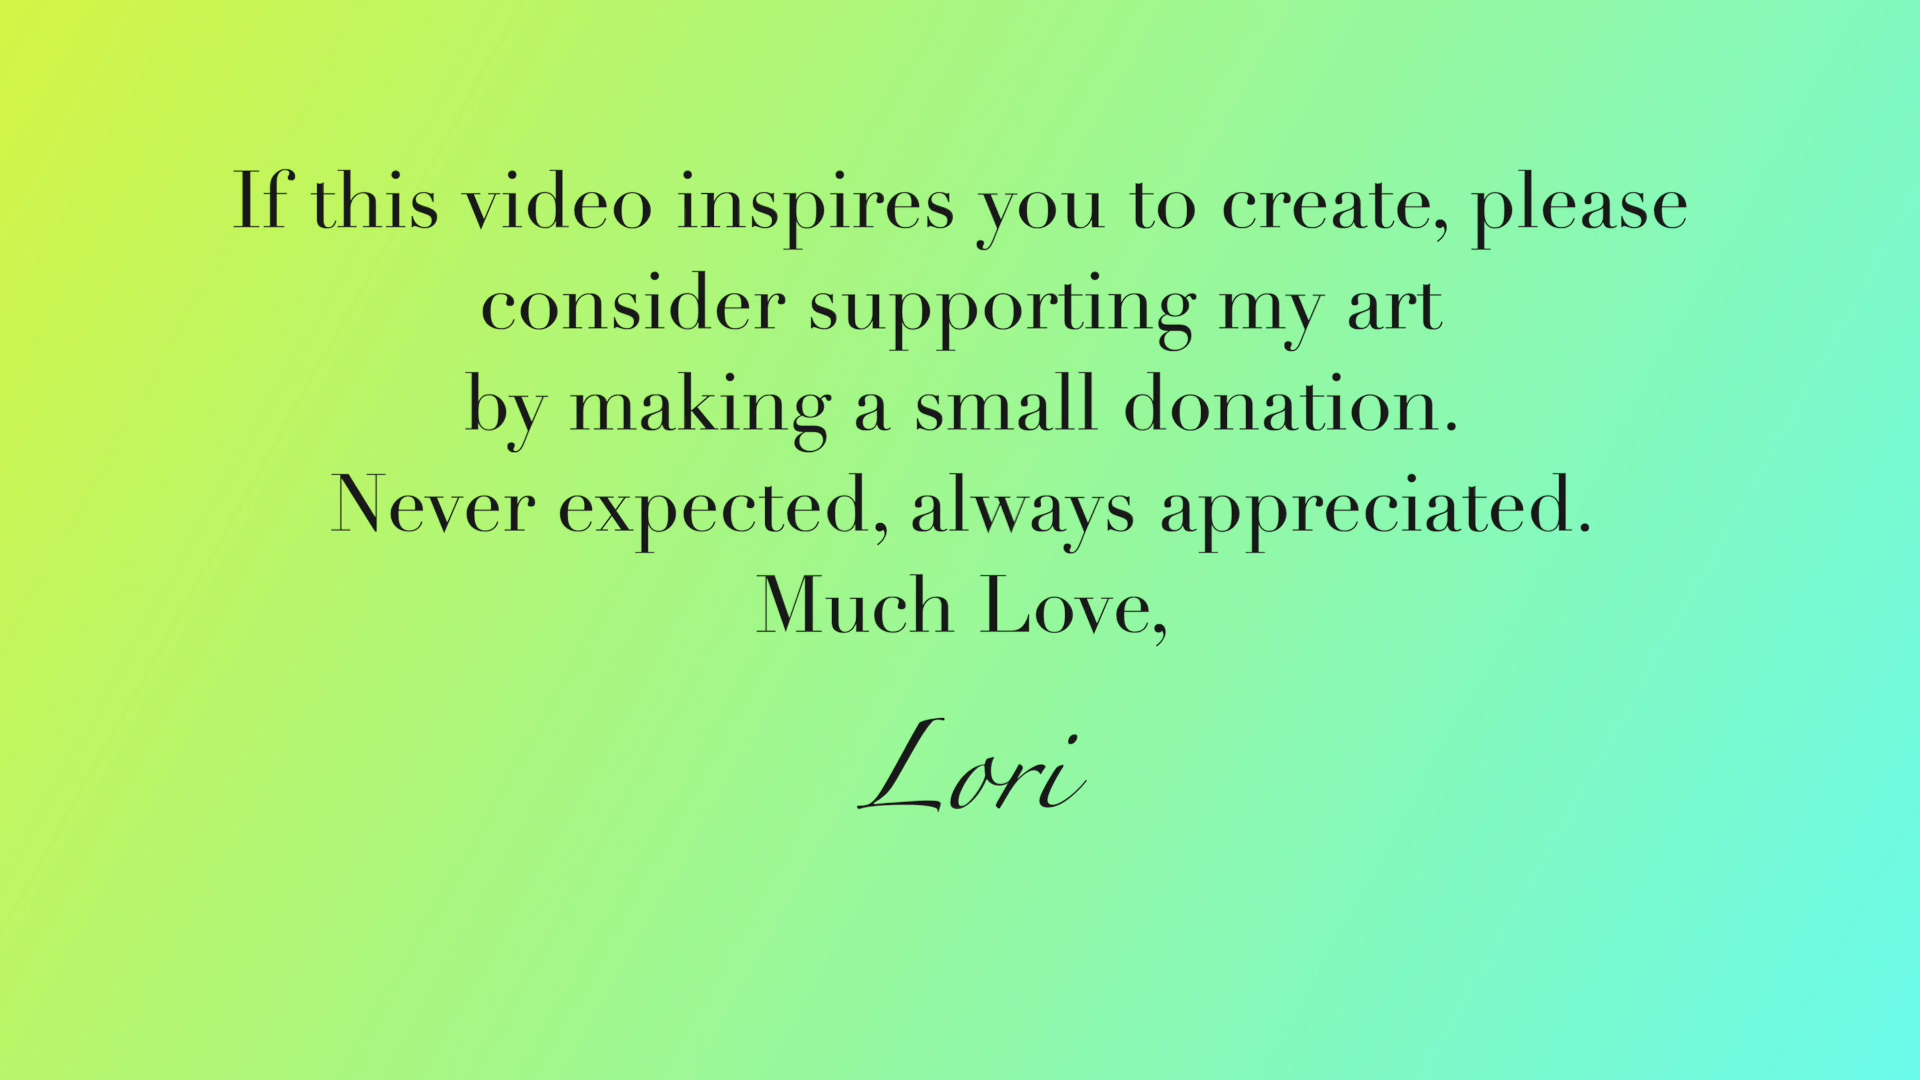 If this video inspires you to create, please
consider supporting my art
by making a small donation.
Never expected, always appreciated.
Much Love,
Lori